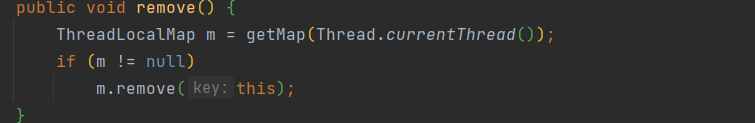 public void remove() {
ThreadLocalMap m = getMap(Thread.currentThread());
if (m != null)
m.remove( key: this);
}